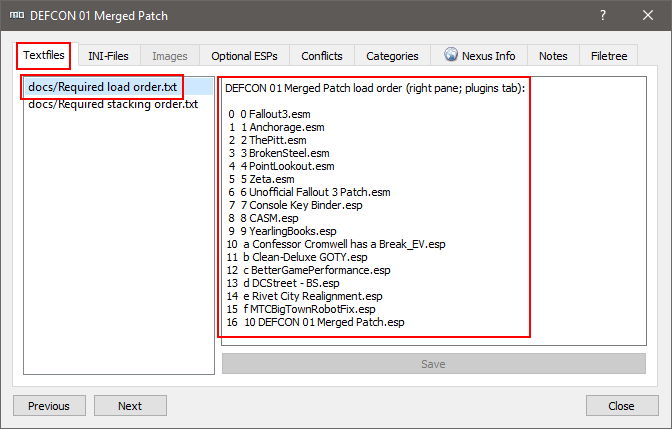 DEFCON 01 Merged Patch
Textfiles INI-Files Images Optional ESPs Conflicts Categories Nexus Info Notes Filetree
docs/Required load order.txt
docs/Required stacking order.txt
DEFCON 01 Merged Patch load order (right pane; plugins tab):
0 0 Fallout3.esm
1 1 Anchorage.esm
2 2 ThePitt.esm
3 3 BrokenSteel.esm
4 4 PointLookout.esm
5 5 Zeta.esm
6 6 Unofficial Fallout 3 Patch.esm
7 7 Console Key Binder.esp
8 8 CASM.esp
9 9 YearlingBooks.esp
10 a Confessor Cromwell has a Break_EV.esp
11 b Clean-Deluxe GOTY.esp
12 c BetterGamePerformance.esp
13 d DCStreet - BS.esp
14 e Rivet City Realignment.esp
15 f MTCBigTownRobotFix.esp
16 10 DEFCON 01 Merged Patch.esp
Save
Previous Next Close